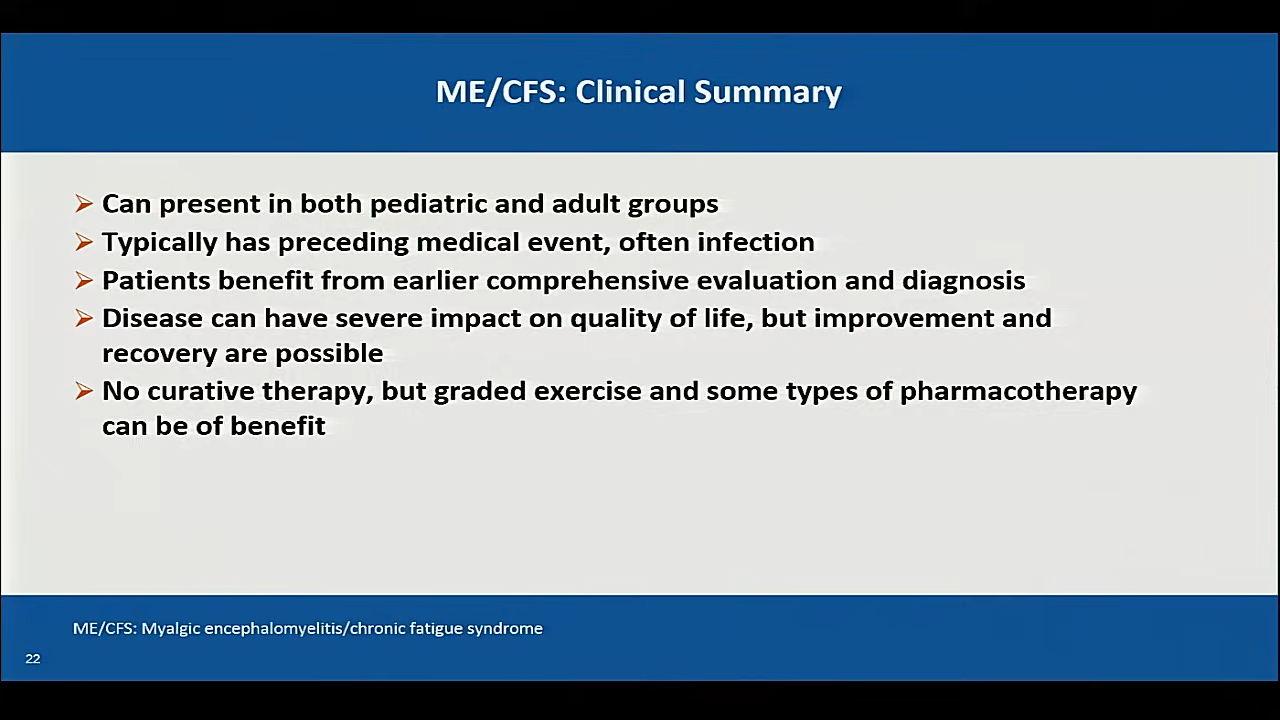 ME/CFS: Clinical Summary
Can present in both pediatric and adult groups
Typically has preceding medical event, often infection
Patients benefit from earlier comprehensive evaluation and diagnosis
Disease can have severe impact on quality of life, but improvement and
recovery are possible
No curative therapy, but graded exercise and some types of pharmacotherapy
can be of benefit
ME/CFS: Myalgic encephalomyelitis/chronic fatigue syndrome
22